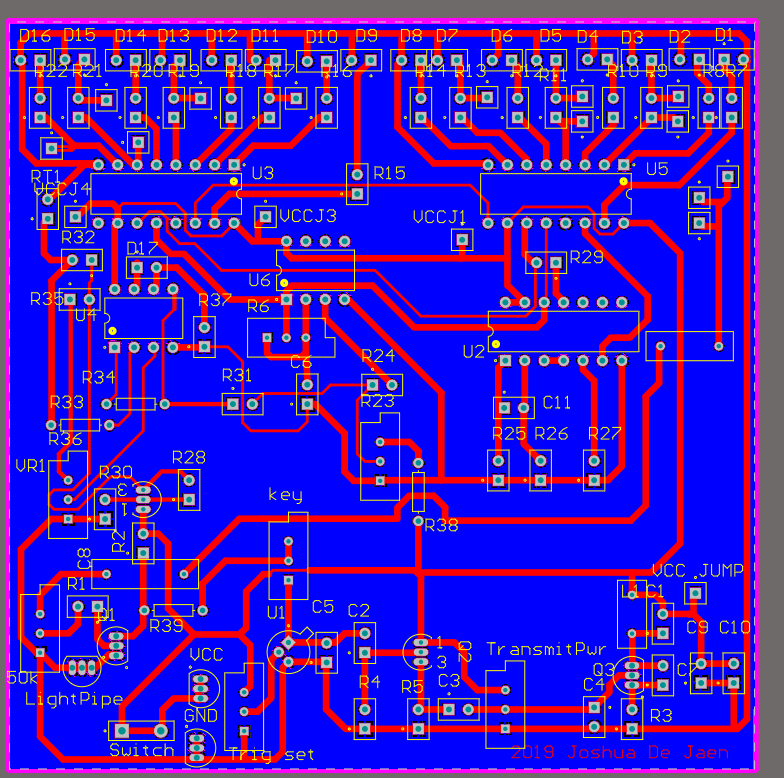 D16 D15 D14 D13 D12 D11 D10 D9 D8 D7 D6 D5 D4 D3 D2 D1
R22 R21 R20 R19 R18 R17 R16 R14 R13 R12 R11 R10 R9 R8 R7
U3 R15 U5
RT1
VCCJ4 VCCJ3 VCCJ1
R32 D17 R29
U6
R35 U4 R37 R6
U2
C6 R24
R34 R31
R33 R23 C11
R36 R25 R26 R27
VR1 R30 R28
key
3
1
R2 R38
C8
VCC JUMP
R1 C1
Q1 R39 U1 C5 C2 C9 C10
1
3
VCC TransmitPwr
Q3 C7
50k R4 R5 C3 C4
LightPipe
GND R3
Switch Trig set
2019 Joshua De Jaen